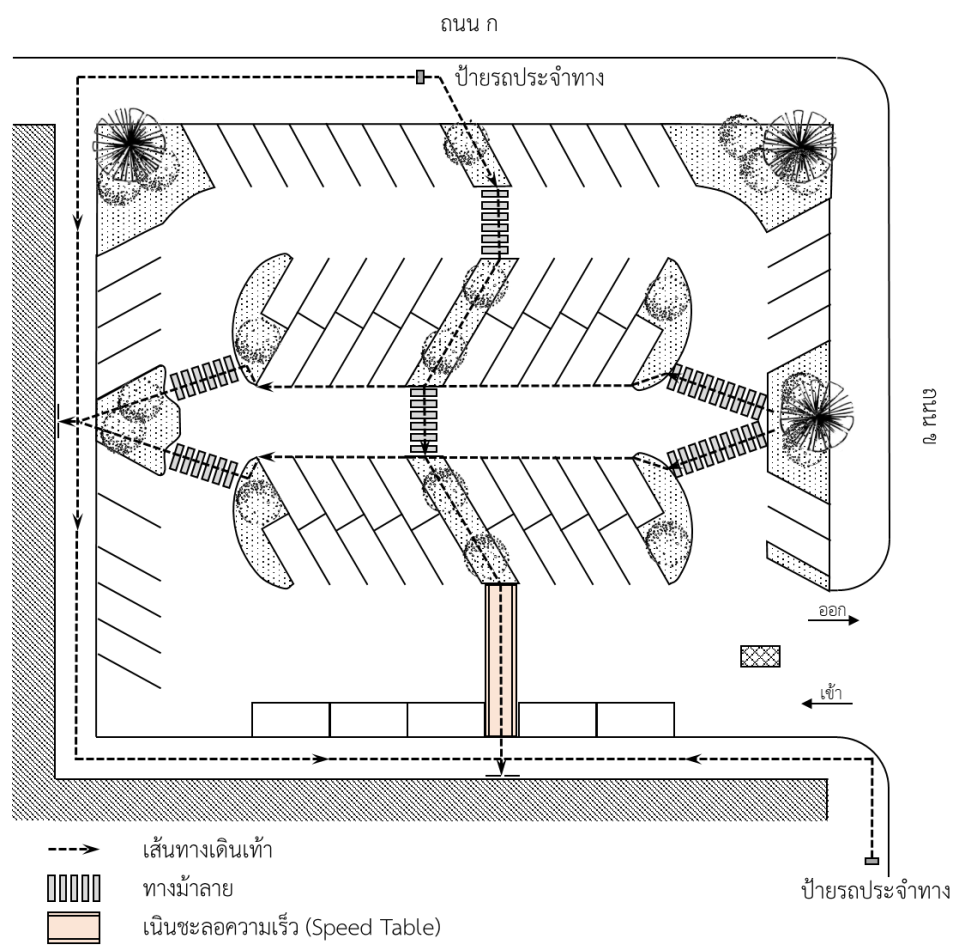 ถนน ก
ป้ายรถประจำทาง
ถนน ข
ออก
เข้า
เส้นทางเดินเท้า
ทางม้าลาย
ป้ายรถประจำทาง
เนินชะลอความเร็ว (Speed Table)